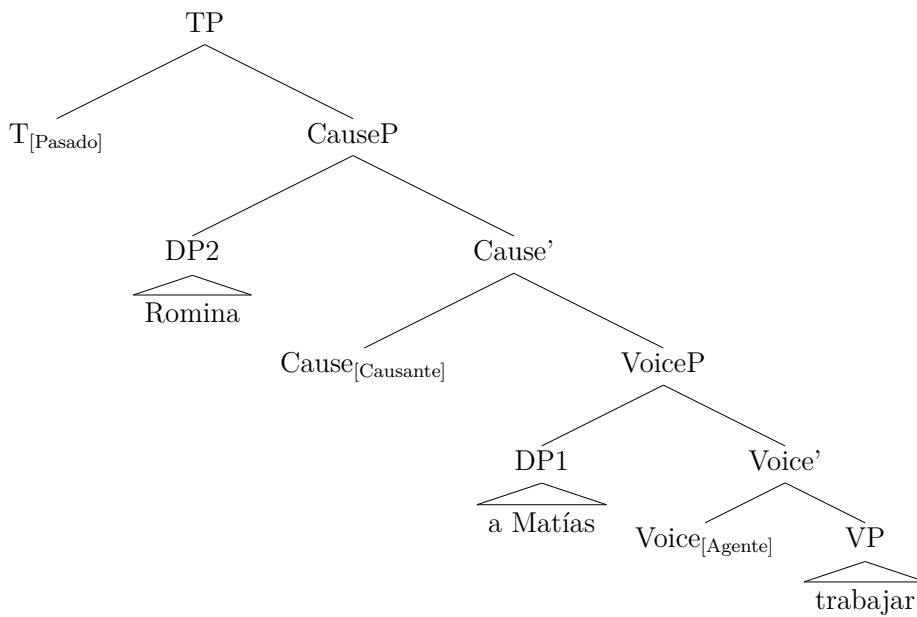 TP
T[Pasado] CauseP
DP2 Cause’
Romina
Cause[Causante] VoiceP
DP1 Voice’
a Matías
Voice[Agente] VP
trabajar